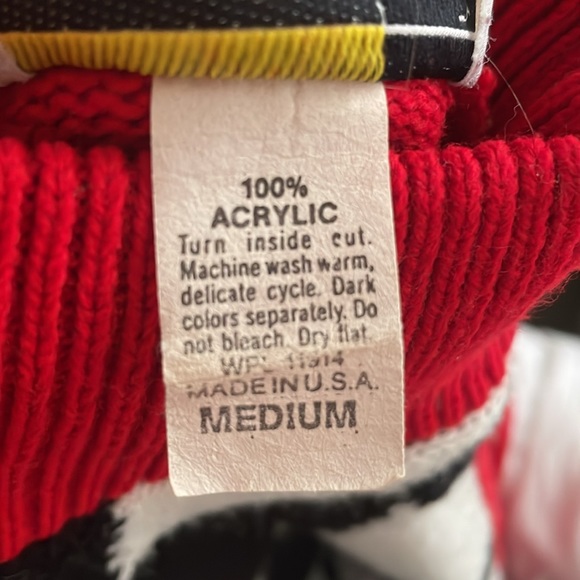 100%
ACRYLIC
Turn inside out.
Machine wash warm,
delicate cycle. Dark
colors separately. Do
not bleach. Dry flat.
WPL 11914
MADE IN U.S.A.
MEDIUM